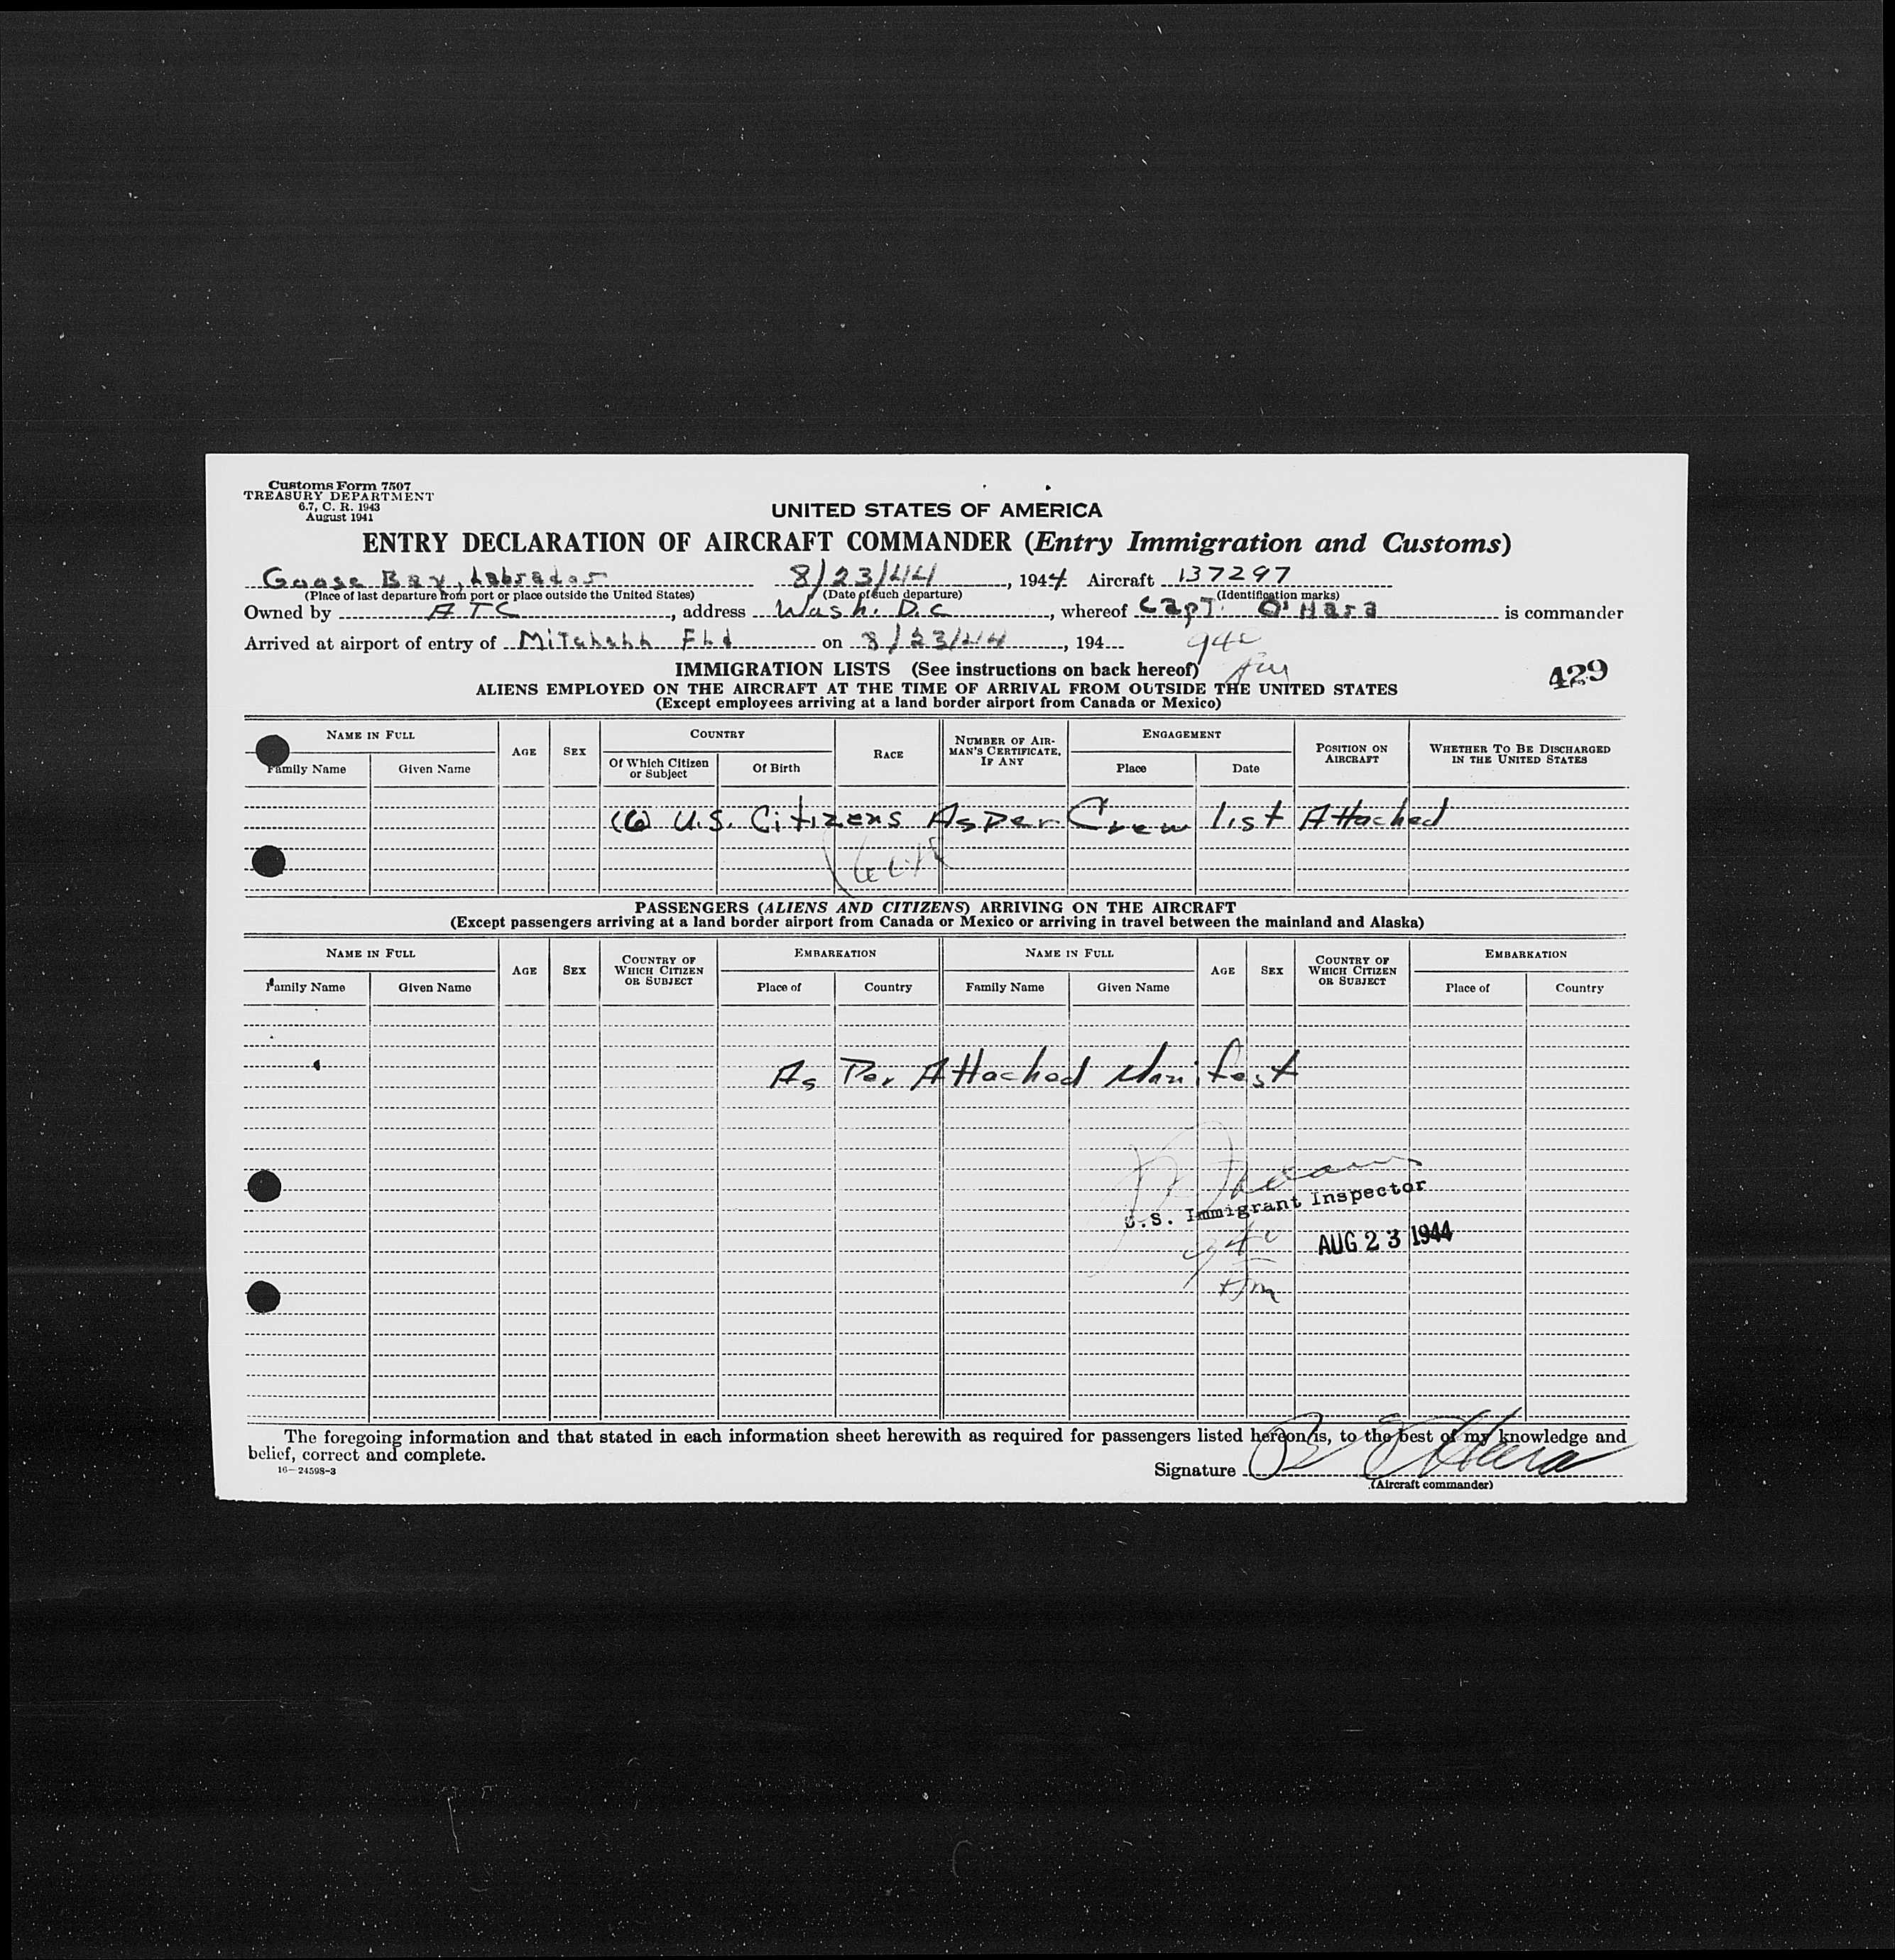 Customs Form 7507
TREASURY DEPARTMENT
6.7, C. R. 1943
August 1941
UNITED STATES OF AMERICA
ENTRY DECLARATION OF AIRCRAFT COMMANDER (Entry Immigration and Customs)
Goose Bay, Labrador 8/23/44, 1944 Aircraft 137297
(Place of last departure from port or place outside the United States) (Date of such departure) (Identification marks)
Owned by ATC, address Wash. D.C, whereof Capt. O'Hara is commander
Arrived at airport of entry of Mitchell Fld on 8/23/44, 194 940
AM
IMMIGRATION LISTS (See instructions on back hereof)
429
ALIENS EMPLOYED ON THE AIRCRAFT AT THE TIME OF ARRIVAL FROM OUTSIDE THE UNITED STATES
(Except employees arriving at a land border airport from Canada or Mexico)
NAME IN FULL AGE SEX COUNTRY RACE NUMBER OF AIR-MAN'S CERTIFICATE, IF ANY ENGAGEMENT POSITION ON AIRCRAFT WHETHER TO BE DISCHARGED IN THE UNITED STATES
Family Name Given Name Of Which Citizen or Subject Of Birth Place Date
(6) U.S. Citizens As Per Crew list Attached
PASSENGERS (ALIENS AND CITIZENS) ARRIVING ON THE AIRCRAFT
(Except passengers arriving at a land border airport from Canada or Mexico or arriving in travel between the mainland and Alaska)
NAME IN FULL AGE SEX COUNTRY OF WHICH CITIZEN OR SUBJECT EMBARKATION NAME IN FULL AGE SEX COUNTRY OF WHICH CITIZEN OR SUBJECT EMBARKATION
Family Name Given Name Place of Country Family Name Given Name Place of Country
As Per Attached Manifest
U.S. Immigrant Inspector
940 AUG 23 1944
AM
The foregoing information and that stated in each information sheet herewith as required for passengers listed hereon is, to the best of my knowledge and
belief, correct and complete.
16—24598-3
Signature O'Hara
(Aircraft commander)